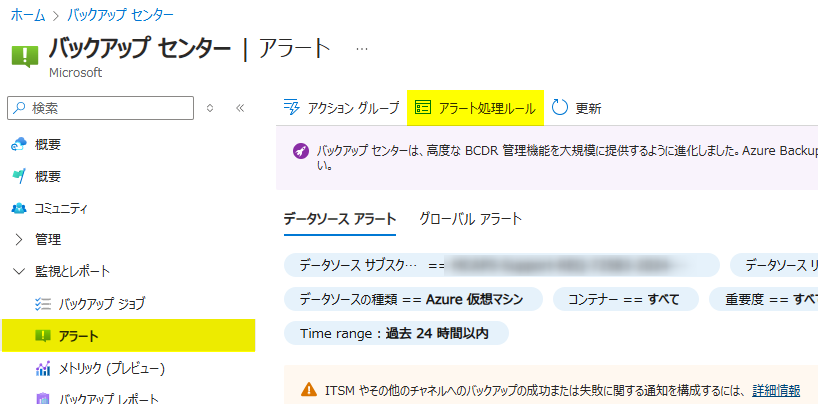 ホーム > バックアップ センター
バックアップ センター | アラート ...
Microsoft
検索
概要
概要
コミュニティ
管理
監視とレポート
バックアップ ジョブ
アラート
メトリック (プレビュー)
バックアップ レポート
アクション グループ アラート処理ルール 更新
バックアップ センターは、高度な BCDR 管理機能を大規模に提供するように進化しました。Azure Backup
い。
データソース アラート グローバル アラート
データソース サブスク… == データソース リ
データソースの種類 == Azure 仮想マシン コンテナー == すべて 重要度 == すべ
Time range : 過去 24 時間以内
ITSM やその他のチャネルへのバックアップの成功または失敗に関する通知を構成するには、詳細情報